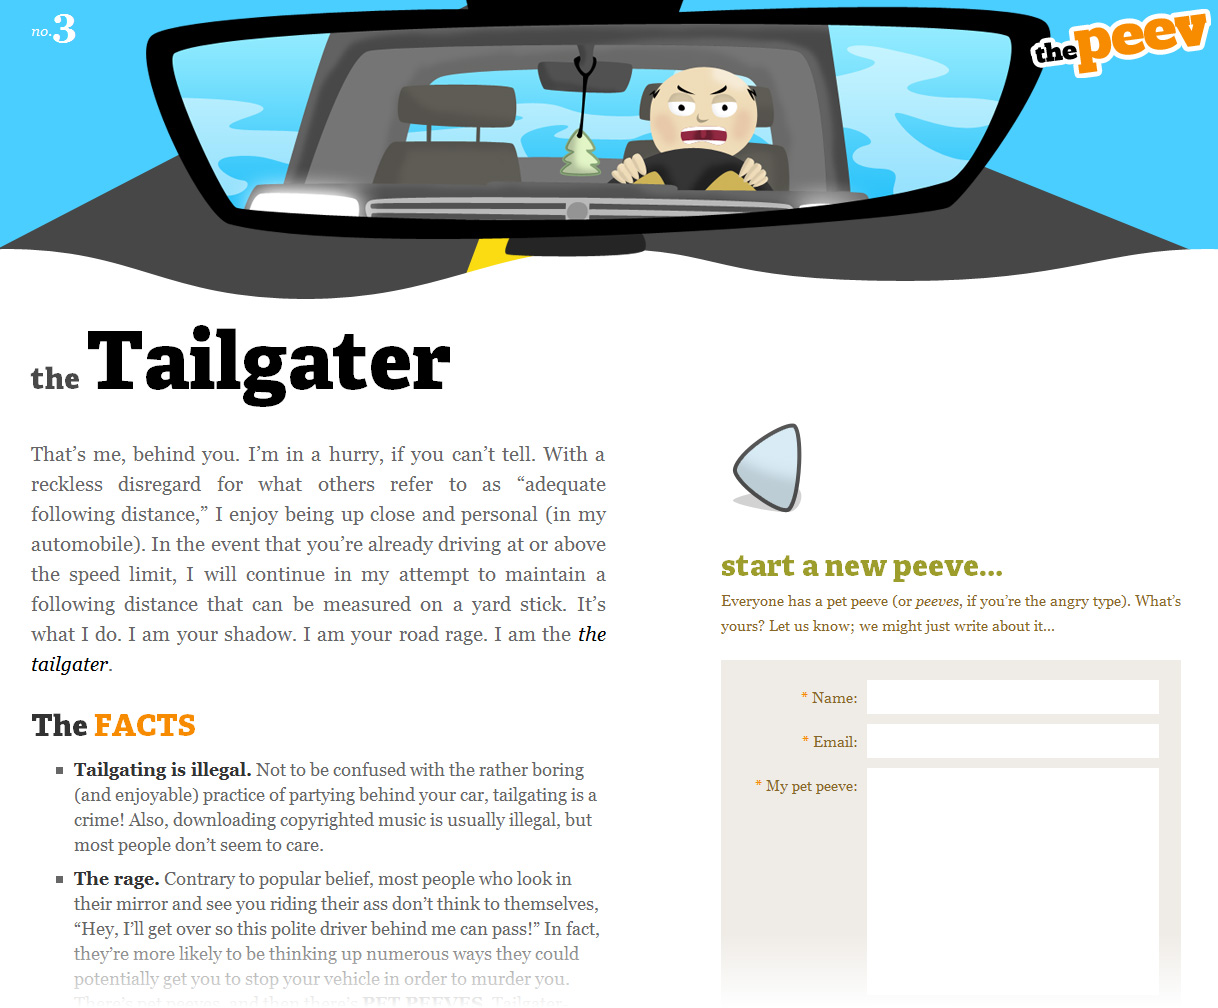 no.3
the peev
the Tailgater
That’s me, behind you. I’m in a hurry, if you can’t tell. With a
reckless disregard for what others refer to as “adequate
following distance,” I enjoy being up close and personal (in my
automobile). In the event that you’re already driving at or above
the speed limit, I will continue in my attempt to maintain a
following distance that can be measured on a yard stick. It’s
what I do. I am your shadow. I am your road rage. I am the the
tailgater.
The FACTS
Tailgating is illegal. Not to be confused with the rather boring
(and enjoyable) practice of partying behind your car, tailgating is a
crime! Also, downloading copyrighted music is usually illegal, but
most people don’t seem to care.
The rage. Contrary to popular belief, most people who look in
their mirror and see you riding their ass don’t think to themselves,
“Hey, I’ll get over so this polite driver behind me can pass!” In fact,
they’re more likely to be thinking up numerous ways they could
potentially get you to stop your vehicle in order to murder you.
There’s pet peeves, and then there’s PET PEEVES. Tailgater,
start a new peeve...
Everyone has a pet peeve (or peeves, if you’re the angry type). What’s
yours? Let us know; we might just write about it...
* Name:
* Email:
* My pet peeve: